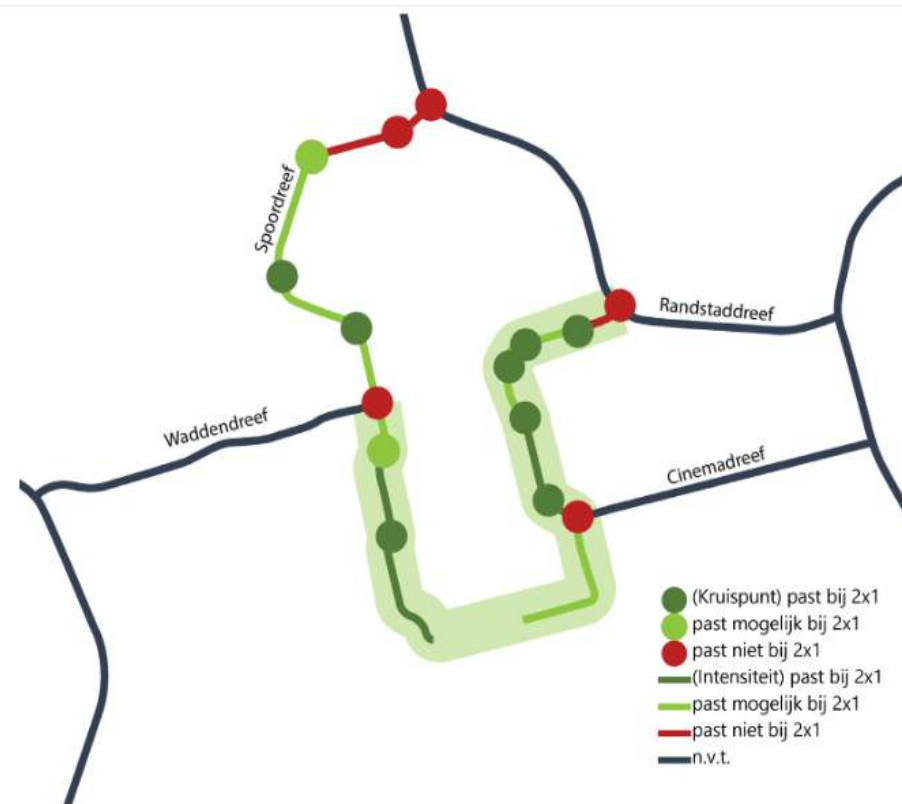 Spoordreef
Randstaddreef
Waddendreef
Cinemadreef
(Kruispunt) past bij 2x1
past mogelijk bij 2x1
past niet bij 2x1
(Intensiteit) past bij 2x1
past mogelijk bij 2x1
past niet bij 2x1
n.v.t.